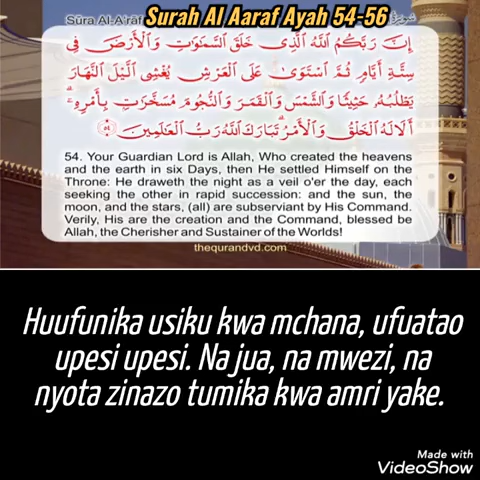 Sūra Al-A'rāf
Surah Al Aaraf Ayah 54-56
إِنَّ رَبَّكُمُ ٱللَّهُ ٱلَّذِى خَلَقَ ٱلسَّمَٰوَٰتِ وَٱلْأَرْضَ فِى
سِتَّةِ أَيَّامٍ ثُمَّ ٱسْتَوَىٰ عَلَى ٱلْعَرْشِ يُغْشِى ٱلَّيْلَ ٱلنَّهَارَ
يَطْلُبُهُۥ حَثِيثًا وَٱلشَّمْسَ وَٱلْقَمَرَ وَٱلنُّجُومَ مُسَخَّرَٰتٍ بِأَمْرِهِۦٓ ۗ
أَلَا لَهُ ٱلْخَلْقُ وَٱلْأَمْرُ ۗ تَبَارَكَ ٱللَّهُ رَبُّ ٱلْعَٰلَمِينَ ٥٤
54. Your Guardian Lord is Allah, Who created the heavens
and the earth in six Days, then He settled Himself on the
Throne: He draweth the night as a veil o'er the day, each
seeking the other in rapid succession: and the sun, the
moon, and the stars, (all) are subserviant by His Command.
Verily, His are the creation and the Command, blessed be
Allah, the Cherisher and Sustainer of the Worlds!
thequrandvd.com
Huufunika usiku kwa mchana, ufuatao
upesi upesi. Na jua, na mwezi, na
nyota zinazo tumika kwa amri yake.
Made with
VideoShow